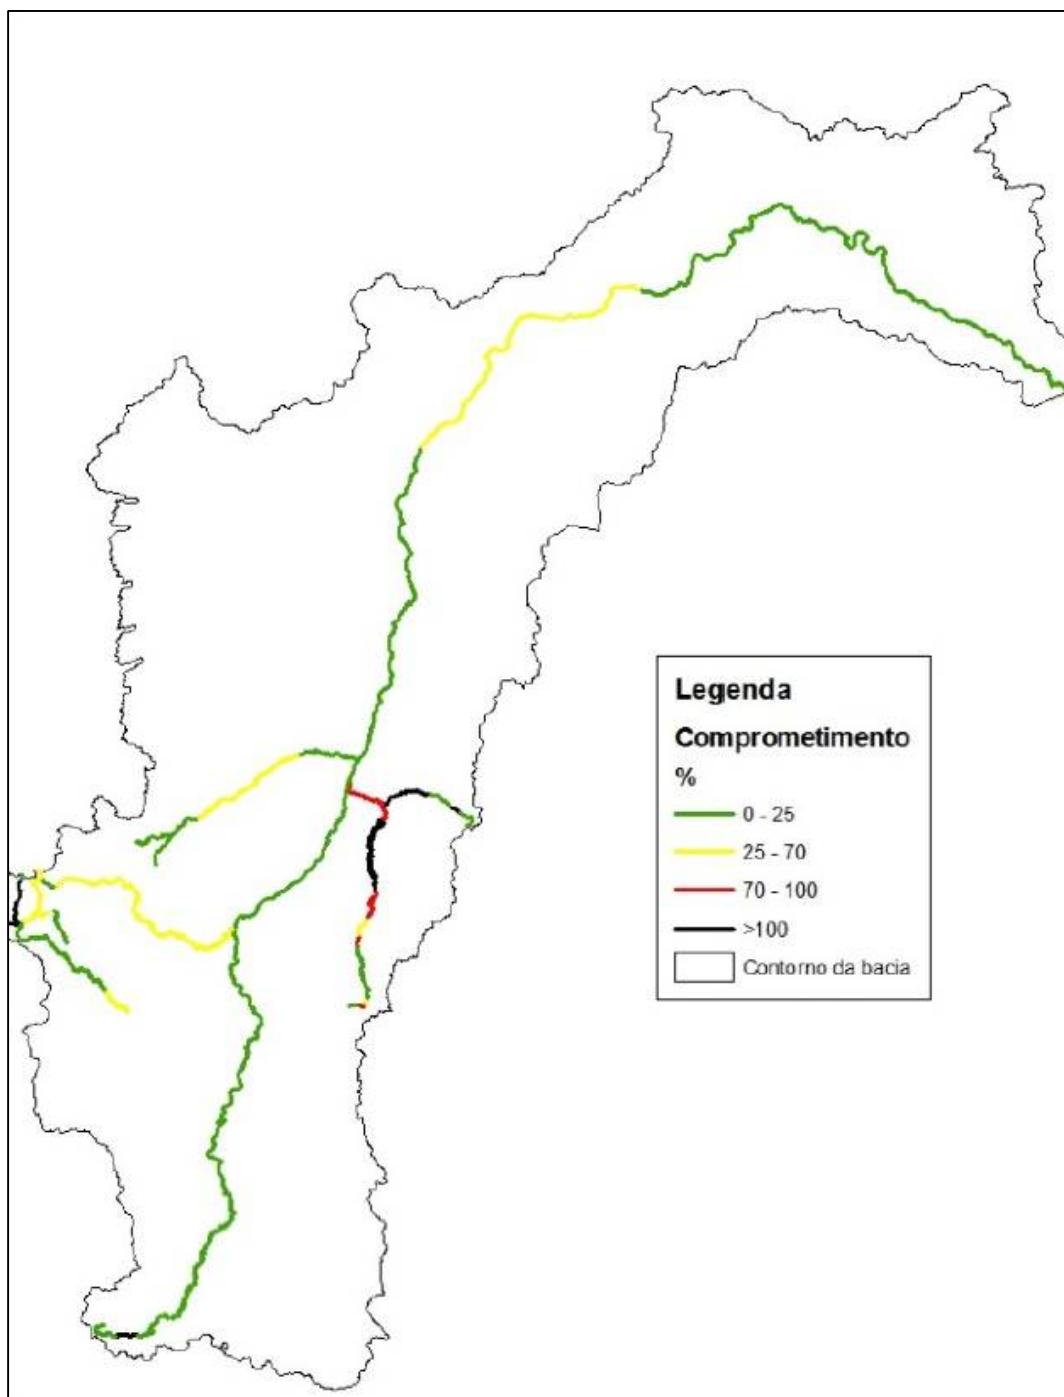 Legenda
Comprometimento
%
0 - 25
25 - 70
70 - 100
>100
Contorno da bacia